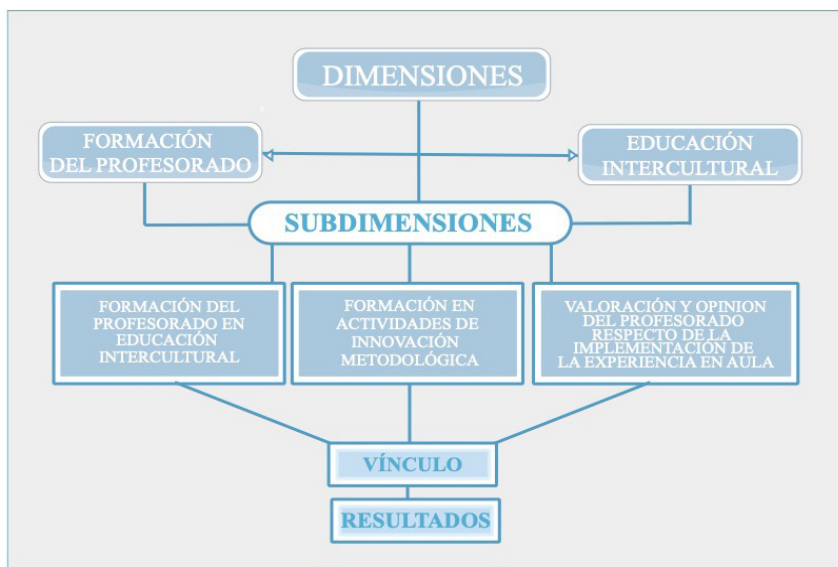 DIMENSIONES
FORMACIÓN
DEL PROFESORADO
EDUCACIÓN
INTERCULTURAL
SUBDIMENSIONES
FORMACIÓN DEL
PROFESORADO EN
EDUCACIÓN
INTERCULTURAL
FORMACIÓN EN
ACTIVIDADES DE
INNOVACIÓN
METODOLÓGICA
VALORACIÓN Y OPINION
DEL PROFESORADO
RESPECTO DE LA
IMPLEMENTACIÓN DE
LA EXPERIENCIA EN AULA
VÍNCULO
RESULTADOS